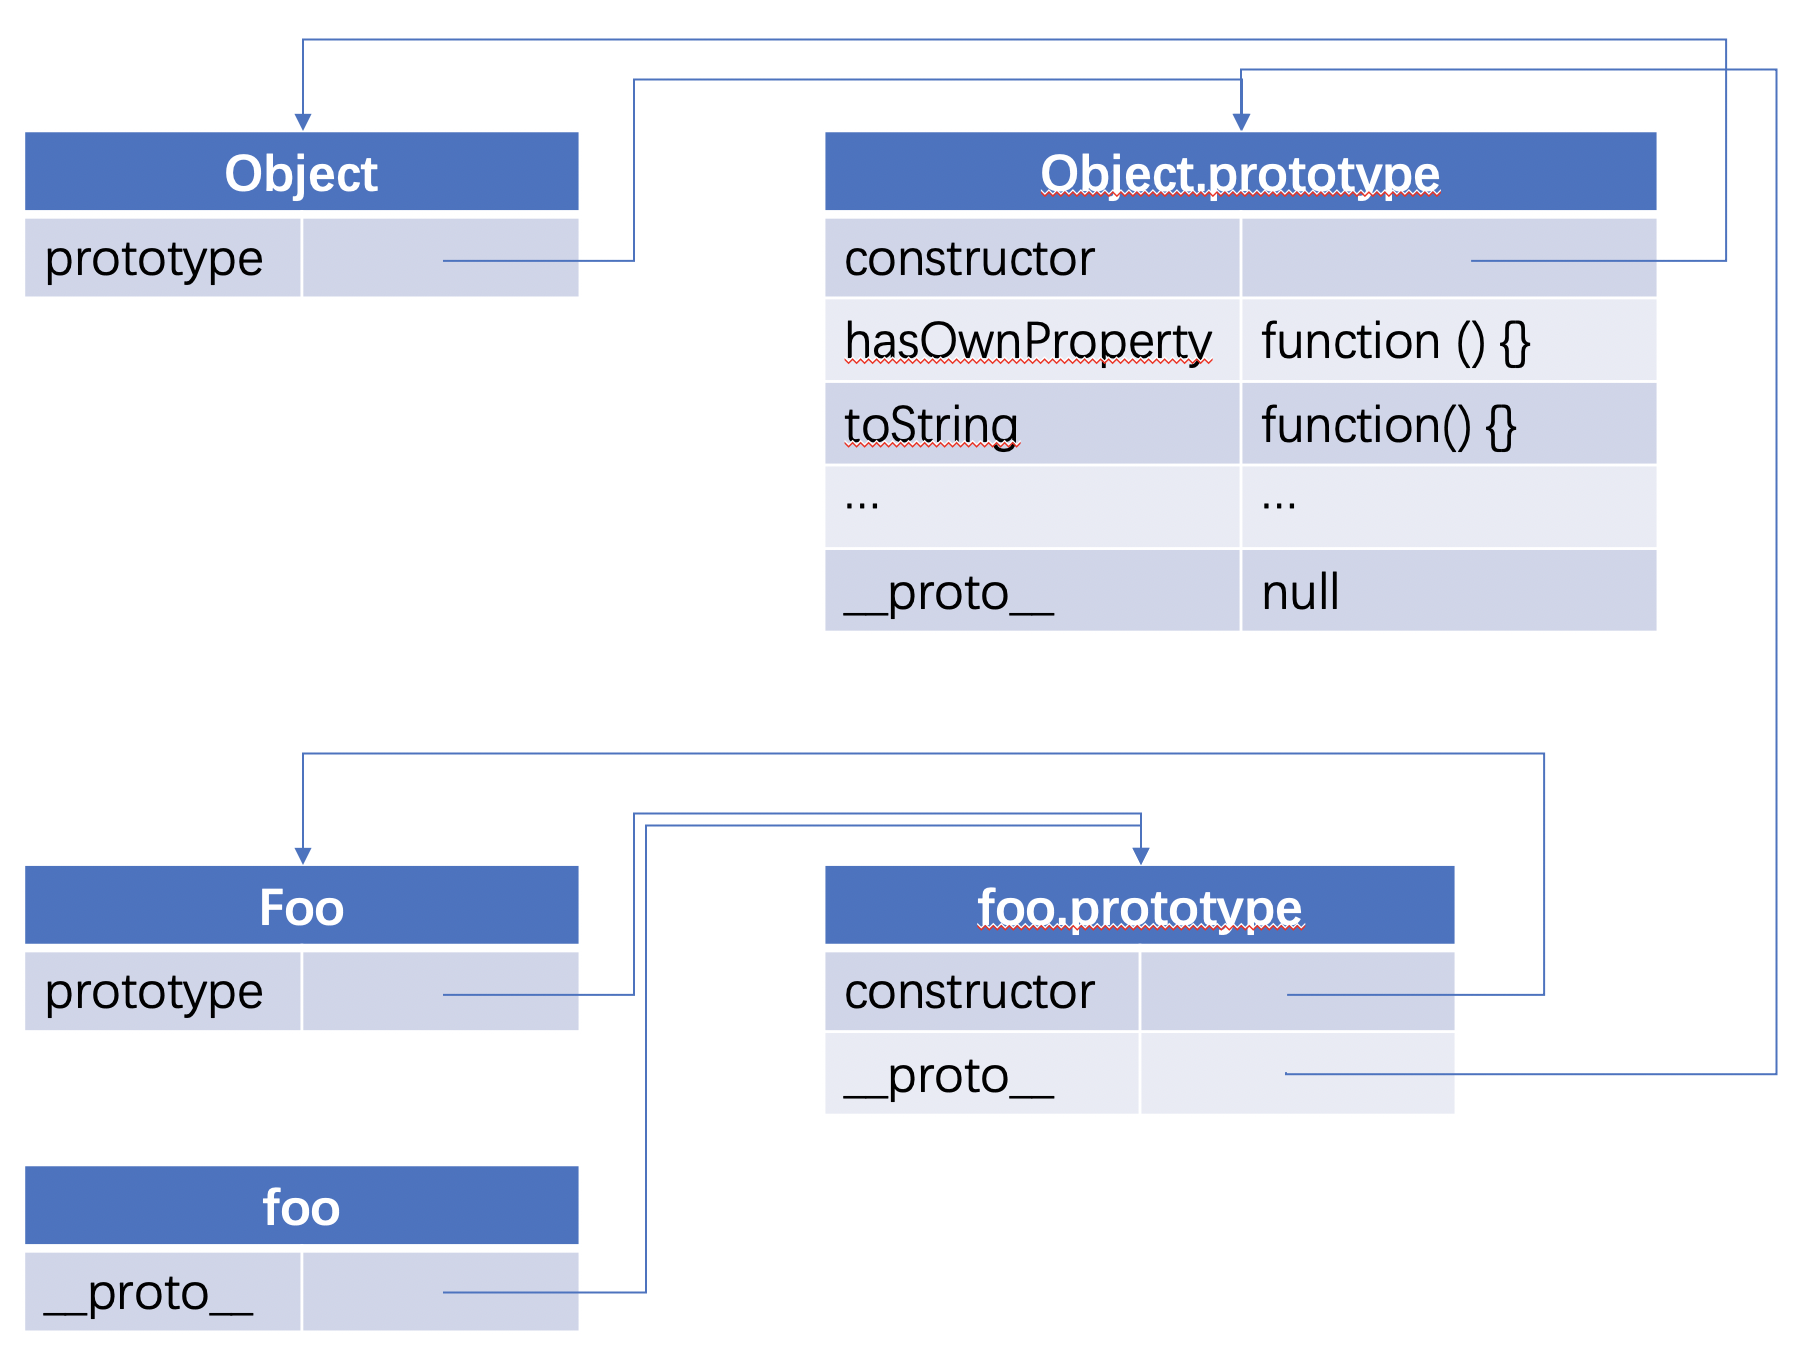 Object
prototype
Object.prototype
constructor
hasOwnProperty function () {}
toString function() {}
... ...
__proto__ null
Foo
prototype
foo.prototype
constructor
__proto__
foo
__proto__